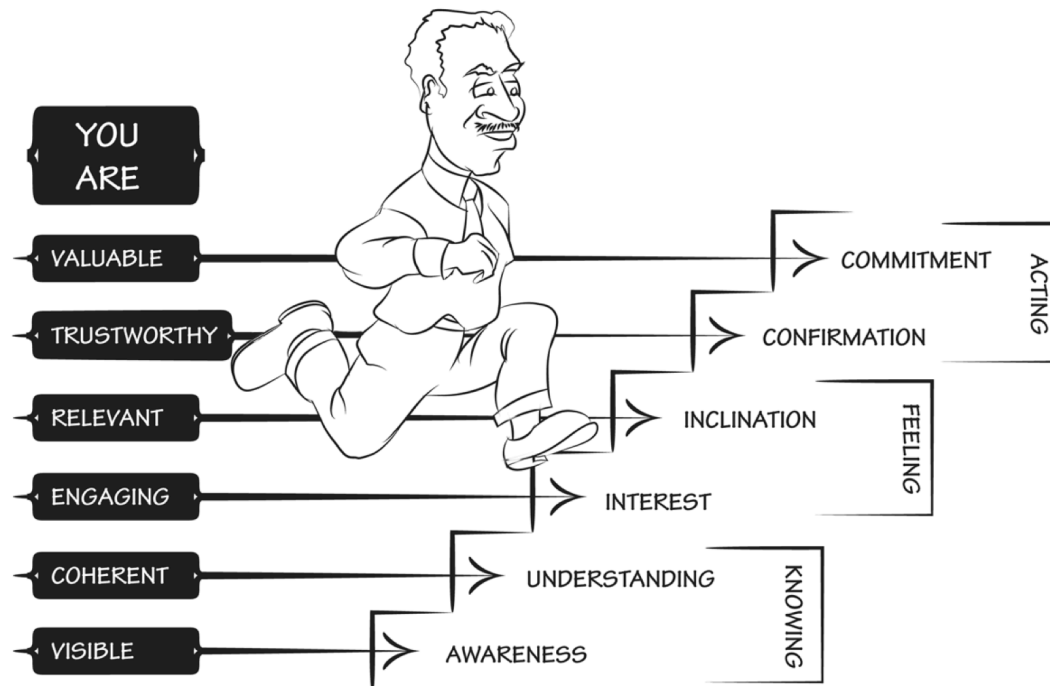 YOU
ARE
VALUABLE
COMMITMENT
ACTING
TRUSTWORTHY
CONFIRMATION
RELEVANT
INCLINATION
FEELING
ENGAGING
INTEREST
COHERENT
UNDERSTANDING
KNOWING
VISIBLE
AWARENESS